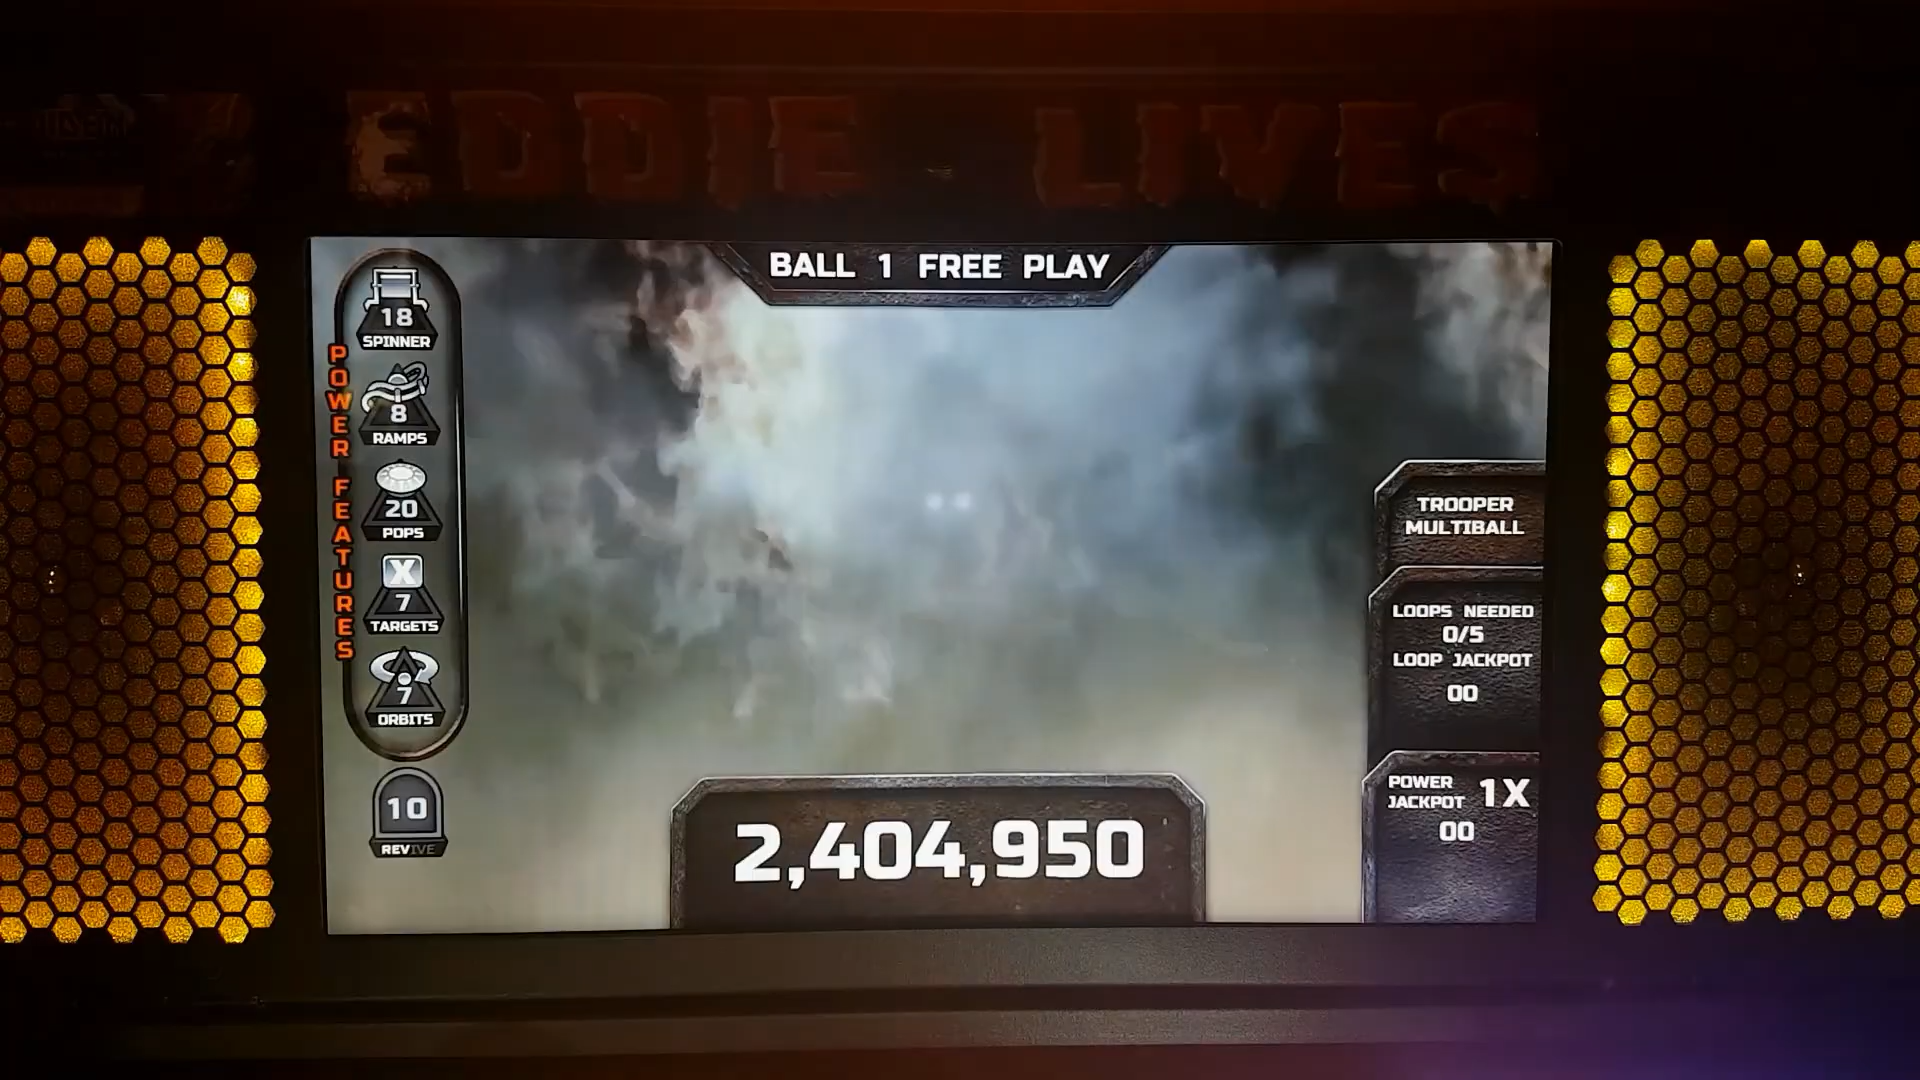 EDDIE LIVES
BALL 1 FREE PLAY
POWER FEATURES
18
SPINNER
8
RAMPS
20
POPS
X
7
TARGETS
7
ORBITS
10
REVIVE
2,404,950
TROOPER
MULTIBALL
LOOPS NEEDED
0/5
LOOP JACKPOT
00
POWER
JACKPOT 1X
00